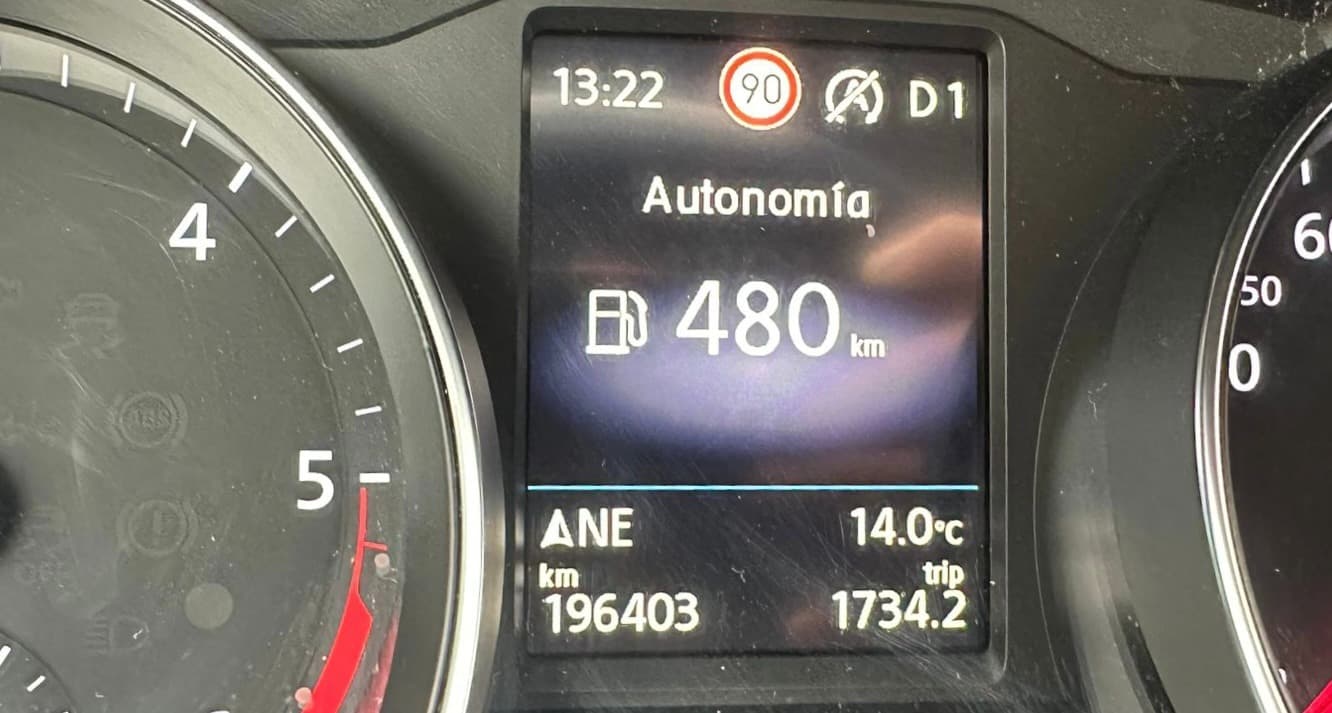 13:22 90 A D1
Autonomía
480 km
NE 14.0°C
km trip
196403 1734.2
4
5
60
50
0